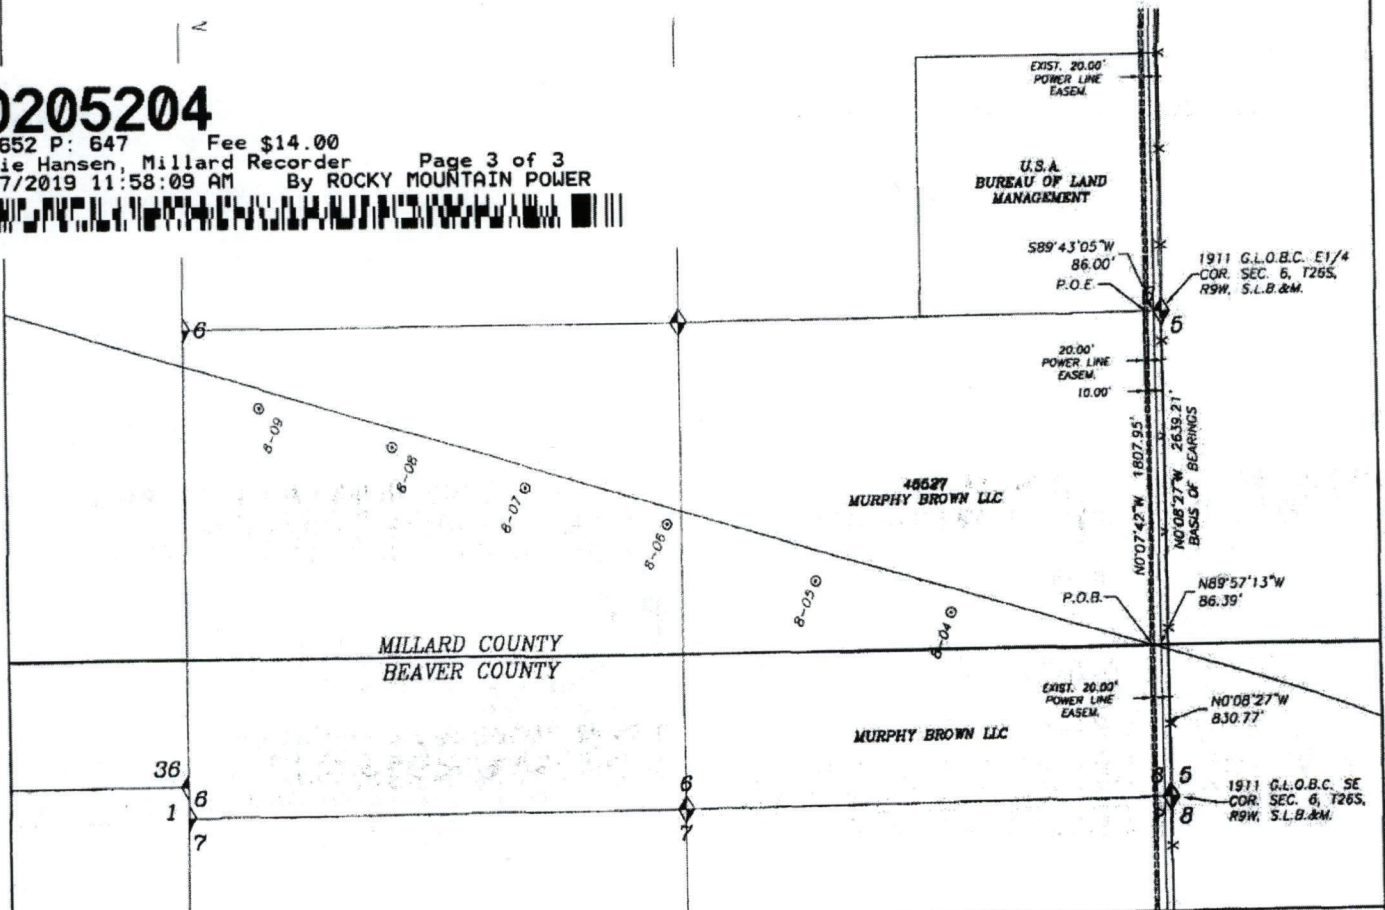 0205204
652 P: 647 Fee $14.00
ie Hansen, Millard Recorder Page 3 of 3
7/2019 11:58:09 AM By ROCKY MOUNTAIN POWER
EXIST. 20.00'
POWER LINE
EASEM.
U.S.A.
BUREAU OF LAND
MANAGEMENT
S89°43'05"W
86.00'
P.O.E.
1911 G.L.O.B.C. E1/4
COR. SEC. 6, T26S,
R9W, S.L.B.&M.
6
5
20.00'
POWER LINE
EASEM.
10.00'
8-09
8-08
8-07
8-06
8-05
8-04
MURPHY BROWN LLC
N0°07'42"W 1807.95'
N0°08'27"W 2639.21'
BASIS OF BEARINGS
N89°57'13"W
86.39'
P.O.B.
MILLARD COUNTY
BEAVER COUNTY
EXIST. 20.00'
POWER LINE
EASEM.
N0°08'27"W
830.77'
MURPHY BROWN LLC
36
1
6
7
6
7
5
8
1911 G.L.O.B.C. SE
COR. SEC. 6, T26S,
R9W, S.L.B.&M.